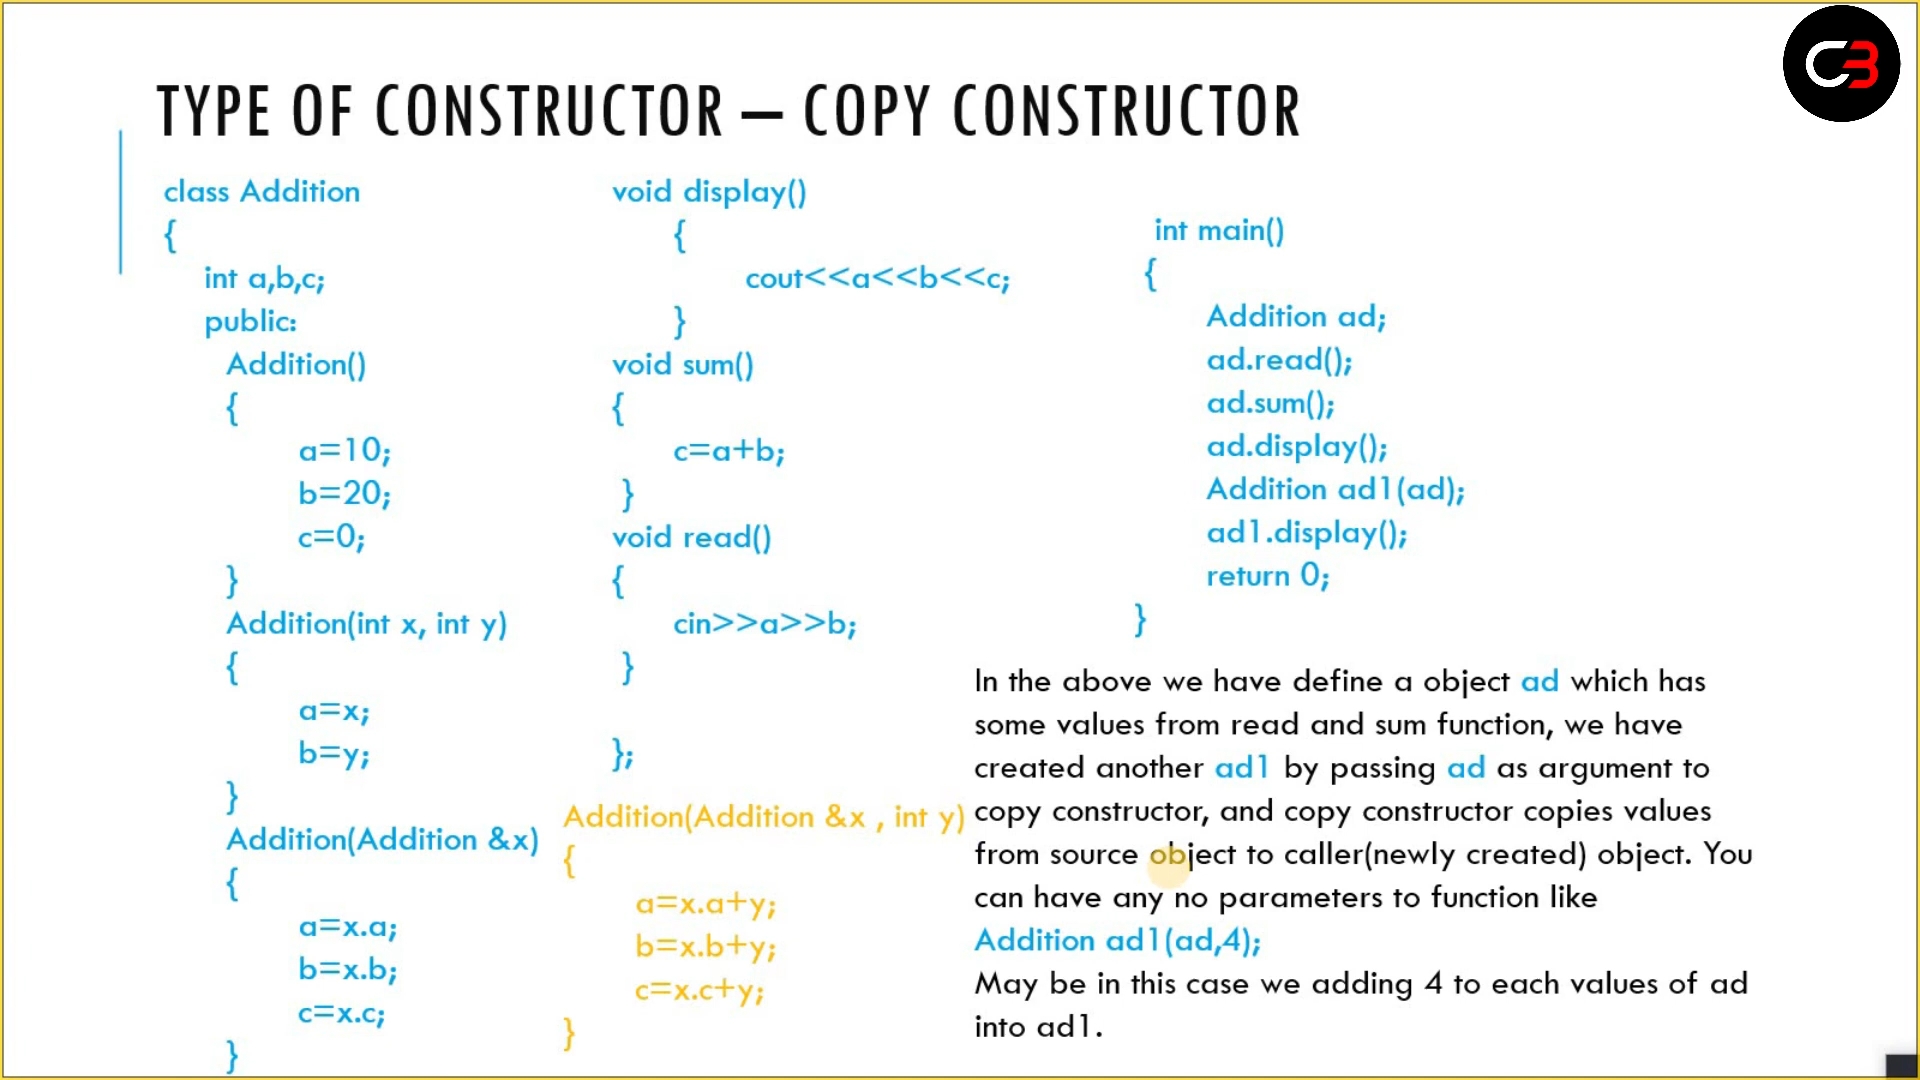 C3
TYPE OF CONSTRUCTOR – COPY CONSTRUCTOR
class Addition
{
int a,b,c;
public:
Addition()
{
a=10;
b=20;
c=0;
}
Addition(int x, int y)
{
a=x;
b=y;
}
Addition(Addition &x)
{
a=x.a;
b=x.b;
c=x.c;
}
void display()
{
cout<<a<<b<<c;
}
void sum()
{
c=a+b;
}
void read()
{
cin>>a>>b;
}
};
Addition(Addition &x , int y)
{
a=x.a+y;
b=x.b+y;
c=x.c+y;
}
int main()
{
Addition ad;
ad.read();
ad.sum();
ad.display();
Addition ad1(ad);
ad1.display();
return 0;
}
In the above we have define a object ad which has
some values from read and sum function, we have
created another ad1 by passing ad as argument to
copy constructor, and copy constructor copies values
from source object to caller(newly created) object. You
can have any no parameters to function like
Addition ad1(ad,4);
May be in this case we adding 4 to each values of ad
into ad1.